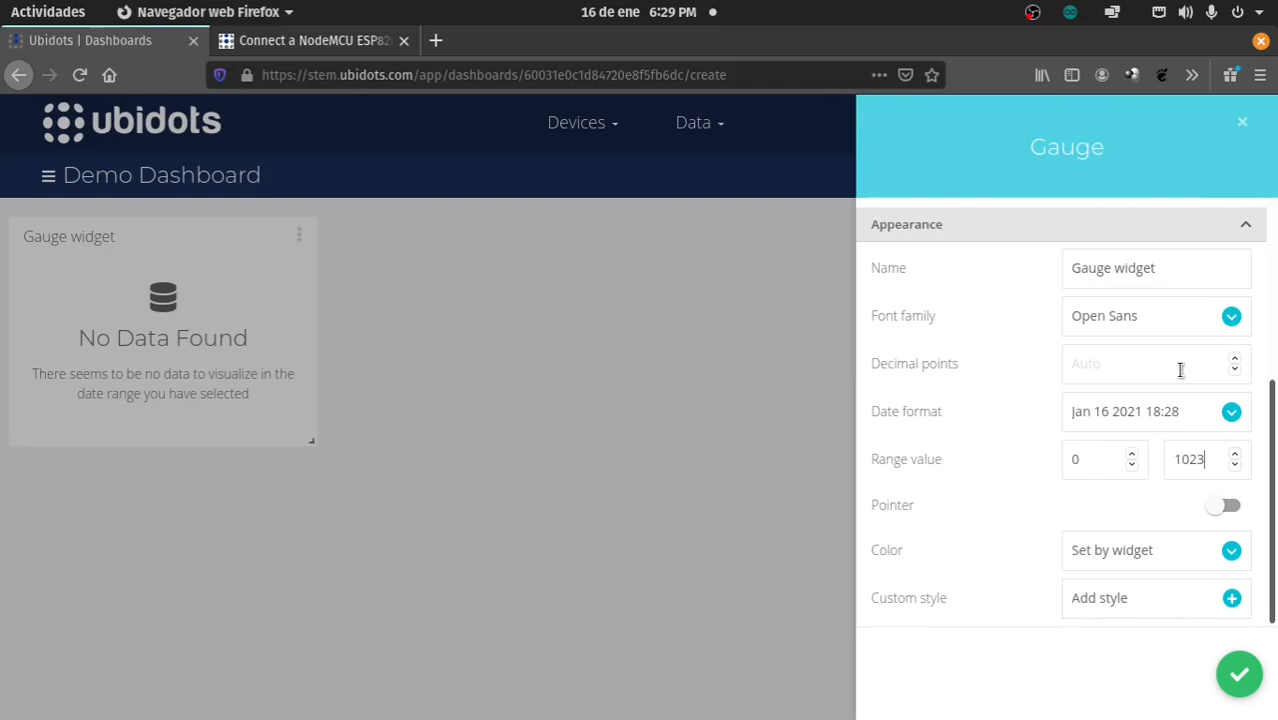 Actividades
Navegador web Firefox
16 de ene 6:29 PM
Ubidots | Dashboards
Connect a NodeMCU ESP82
https://stem.ubidots.com/app/dashboards/60031e0c1d84720e8f5fb6dc/create
ubidots
Devices
Data
Demo Dashboard
Gauge widget
No Data Found
There seems to be no data to visualize in the
date range you have selected
Gauge
Appearance
Name
Gauge widget
Font family
Open Sans
Decimal points
Auto
Date format
Jan 16 2021 18:28
Range value
0
1023
Pointer
Color
Set by widget
Custom style
Add style